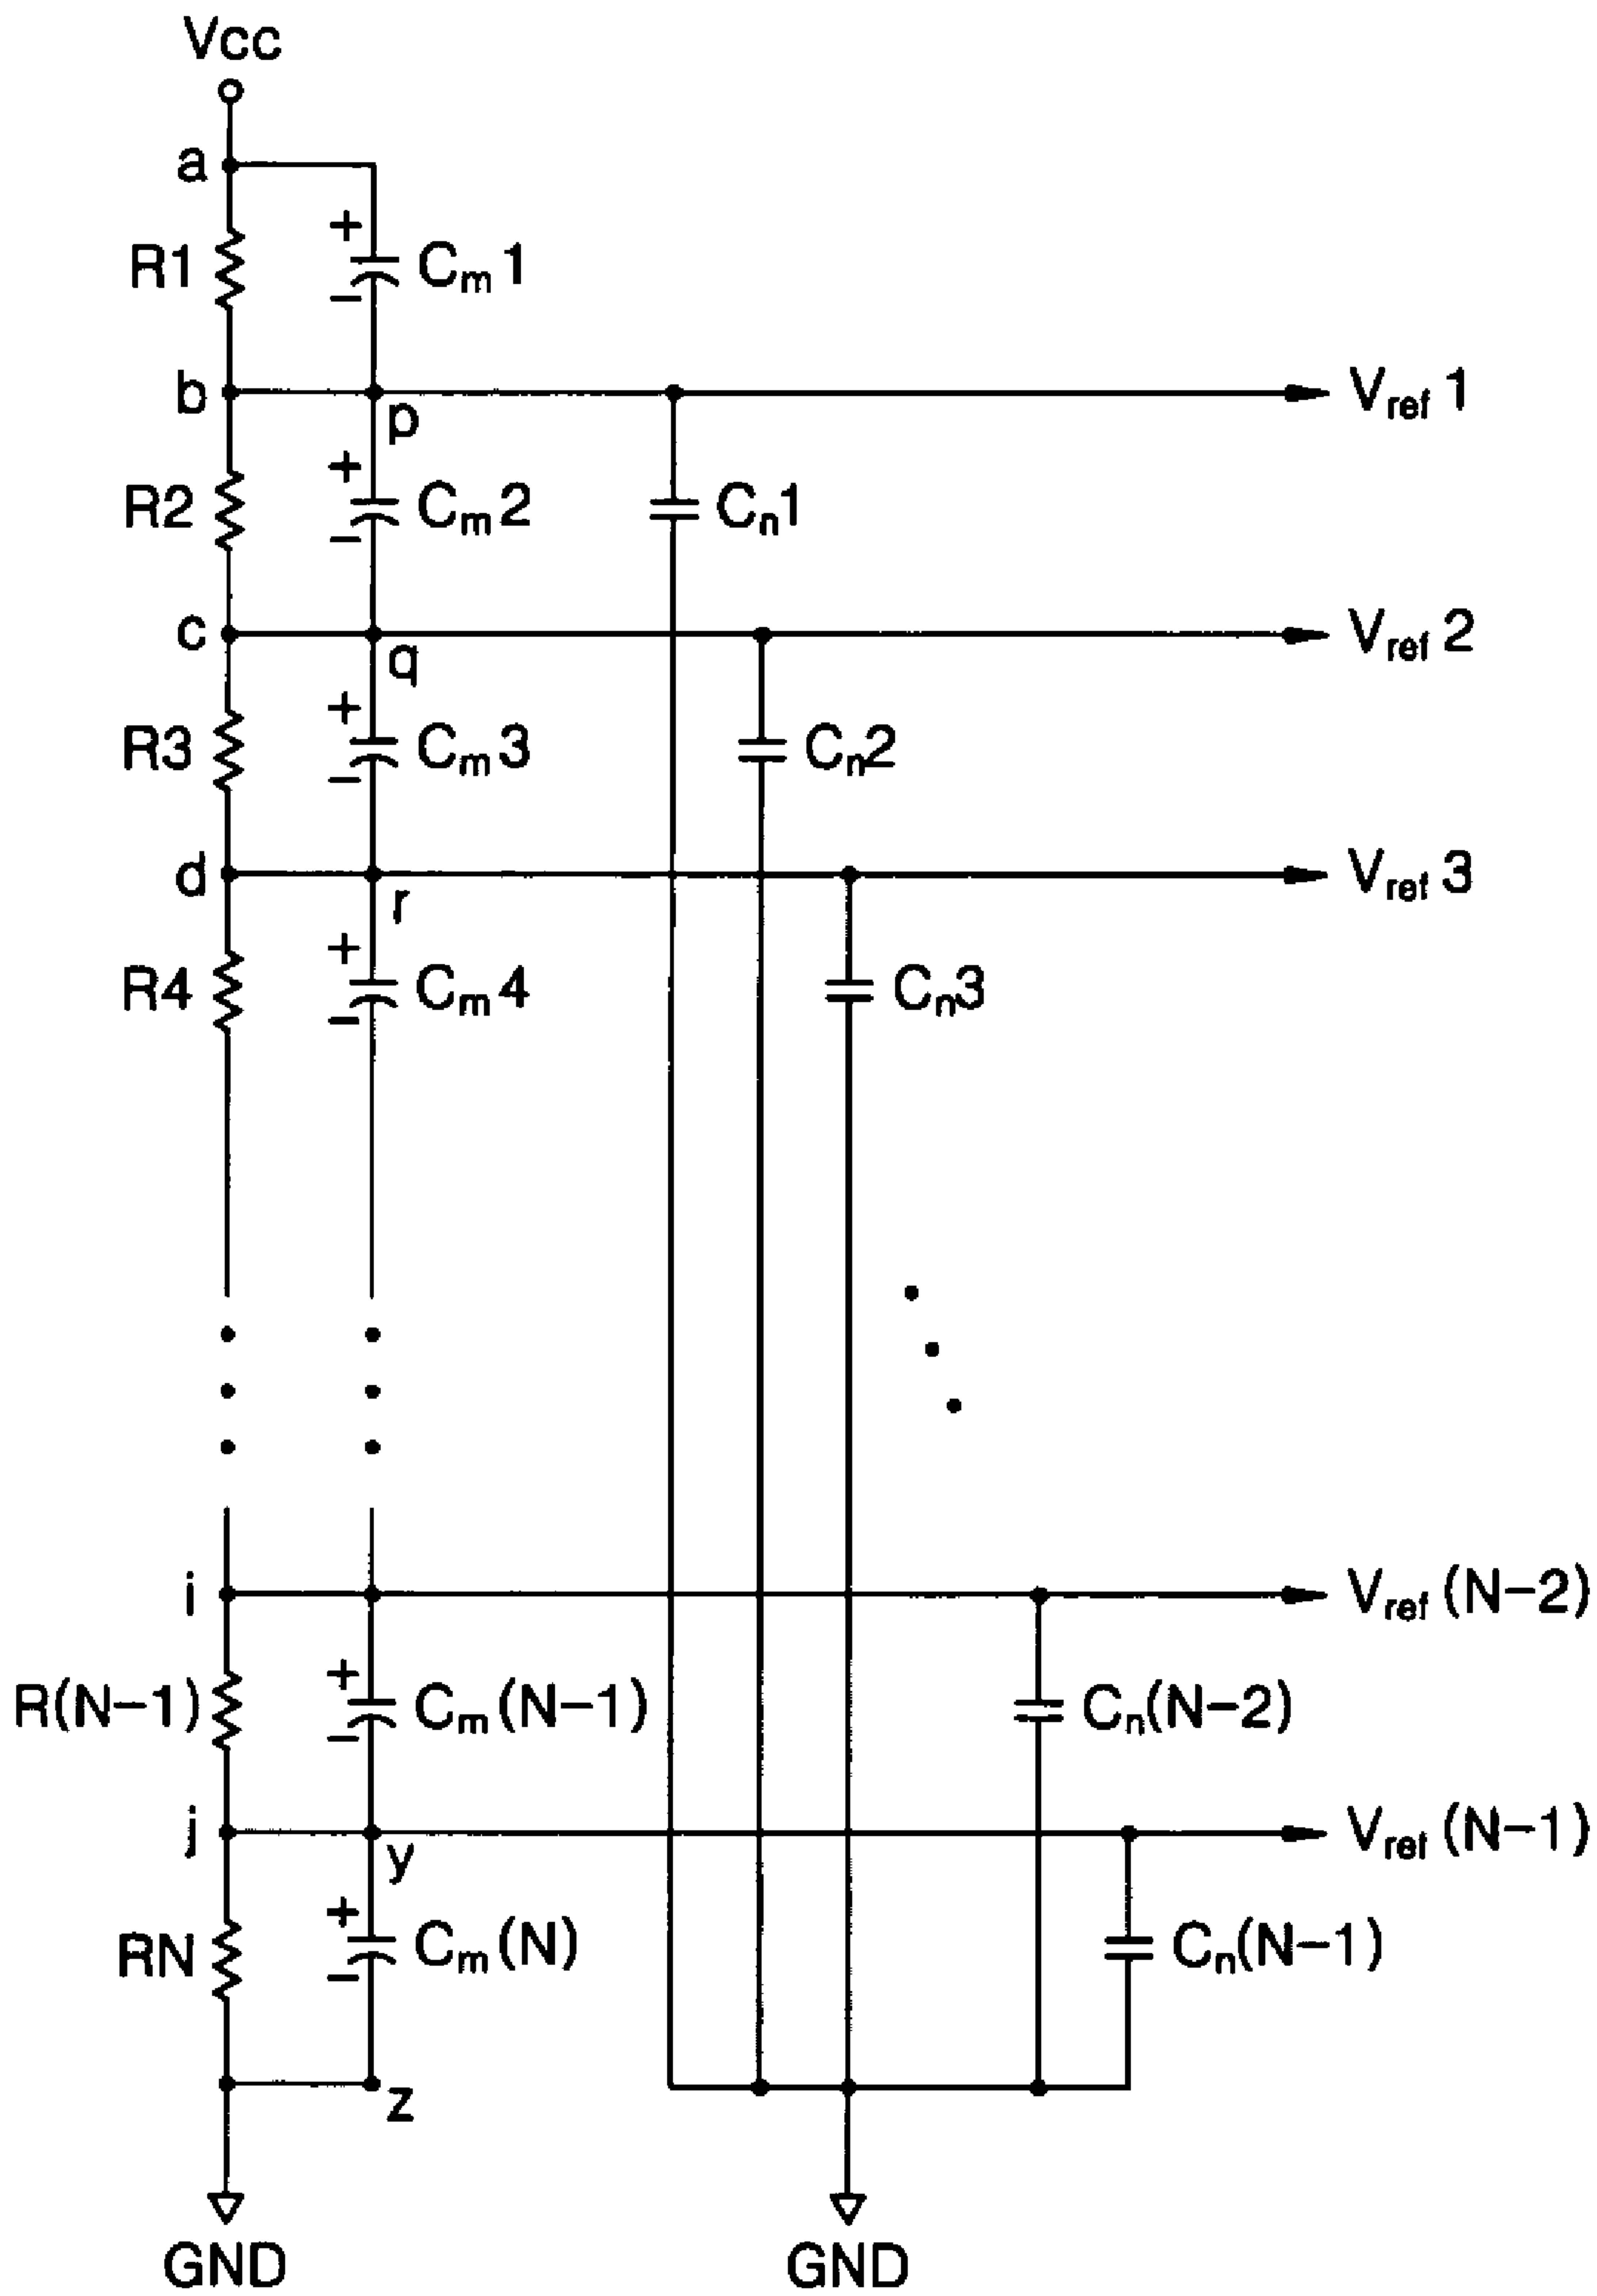 Vcc
a
R1 + Cm1
−
b p Vref 1
R2 + Cm2 Cn1
−
c q Vref 2
R3 + Cm3 Cn2
−
d r Vref 3
R4 + Cm4 Cn3
−
i Vref (N−2)
R(N−1) + Cm(N−1) Cn(N−2)
−
j y Vref (N−1)
RN + Cm(N) Cn(N−1)
−
z
GND GND